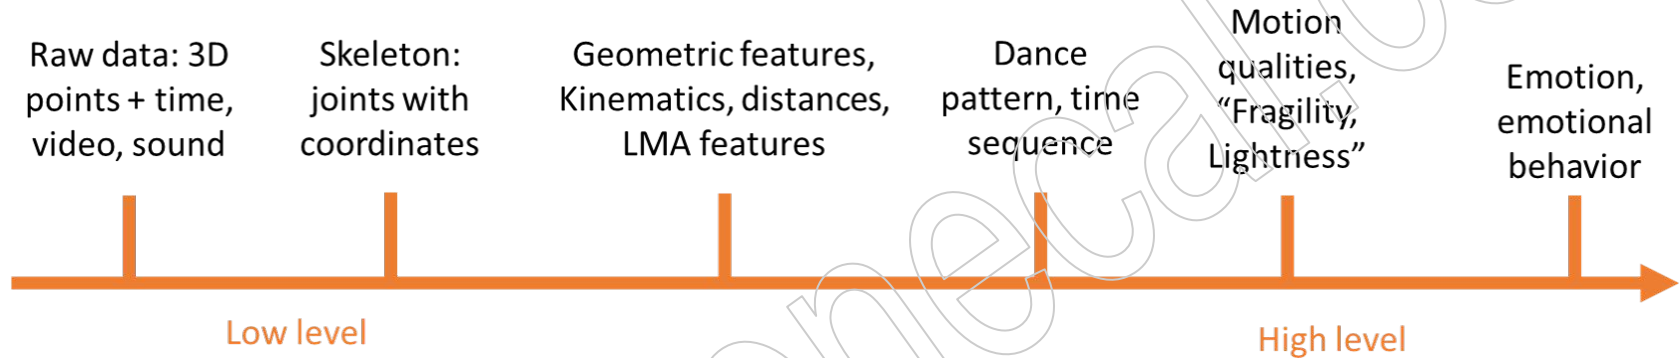 Raw data: 3D
points + time,
video, sound
Skeleton:
joints with
coordinates
Geometric features,
Kinematics, distances,
LMA features
Dance
pattern, time
sequence
Motion
qualities,
“Fragility,
Lightness”
Emotion,
emotional
behavior
Low level
High level